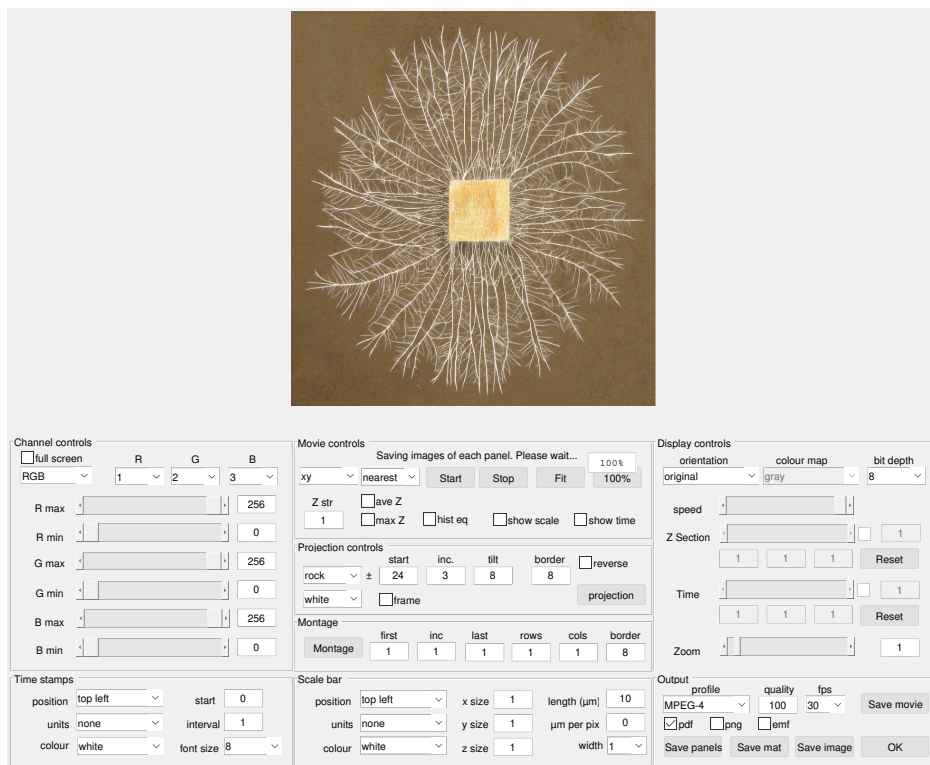 Channel controls
full screen R G B
RGB 1 2 3
R max 256
R min 0
G max 256
G min 0
B max 256
B min 0
Movie controls
Saving images of each panel. Please wait... 100%
xy nearest Start Stop Fit 100%
Z str ave Z
1 max Z hist eq show scale show time
Projection controls
start inc. tilt border reverse
rock ± 24 3 8 8
white frame projection
Montage
first inc last rows cols border
Montage 1 1 1 1 1 8
Display controls
orientation colour map bit depth
original gray 8
speed
Z Section 1
1 1 1 Reset
Time 1
1 1 1 Reset
Zoom 1
Time stamps
position top left start 0
units none interval 1
colour white font size 8
Scale bar
position top left x size 1 length (µm) 10
units none y size 1 µm per pix 0
colour white z size 1 width 1
Output
profile quality fps
MPEG-4 100 30 Save movie
pdf png emf
Save panels Save mat Save image OK